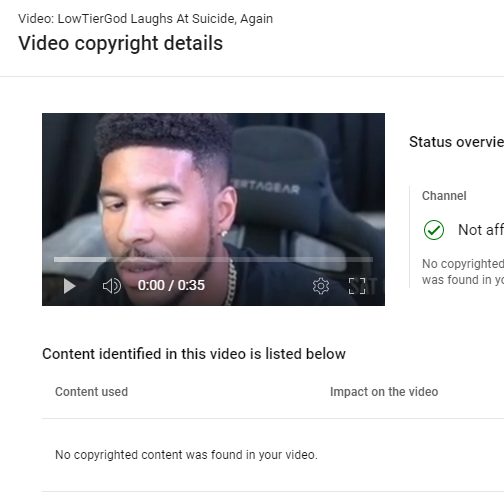 Video: LowTierGod Laughs At Suicide, Again
Video copyright details
Status overvie
ERTAGEAR
Channel
Not aff
0:00 / 0:35
No copyrighted
was found in yo
Content identified in this video is listed below
Content used
Impact on the video
No copyrighted content was found in your video.